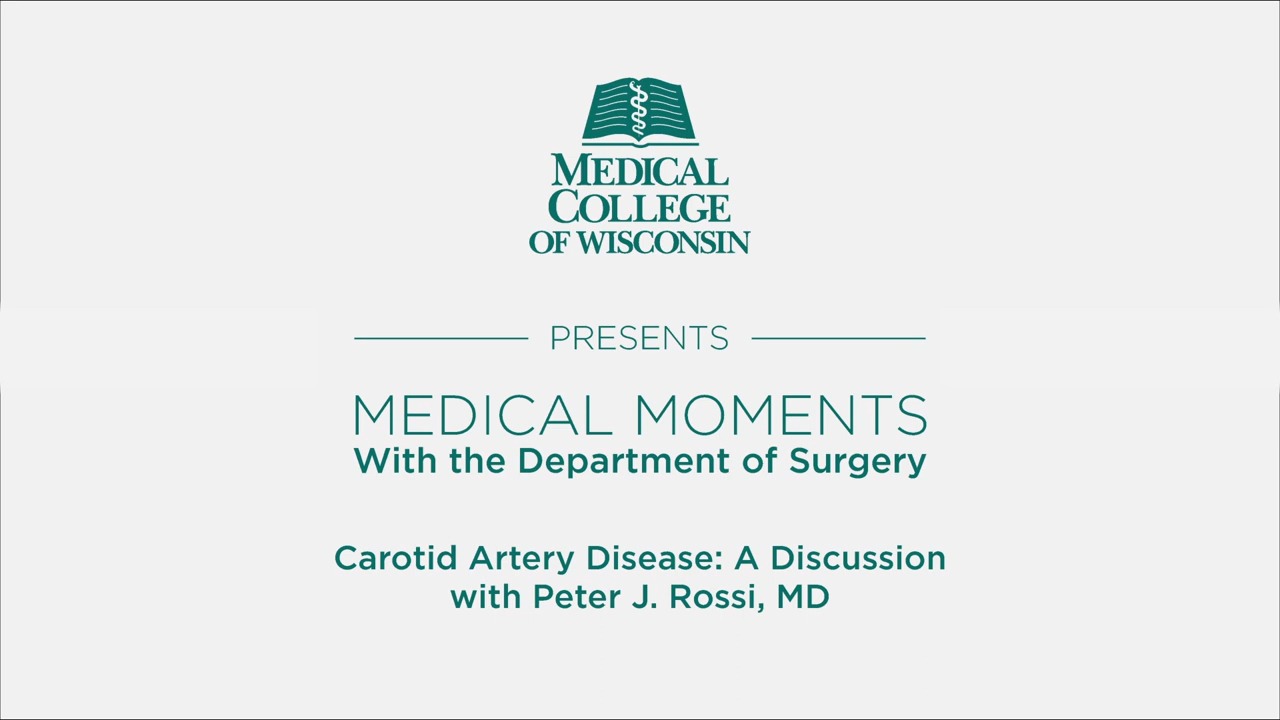 MEDICAL
COLLEGE
OF WISCONSIN
PRESENTS
MEDICAL MOMENTS
With the Department of Surgery
Carotid Artery Disease: A Discussion
with Peter J. Rossi, MD